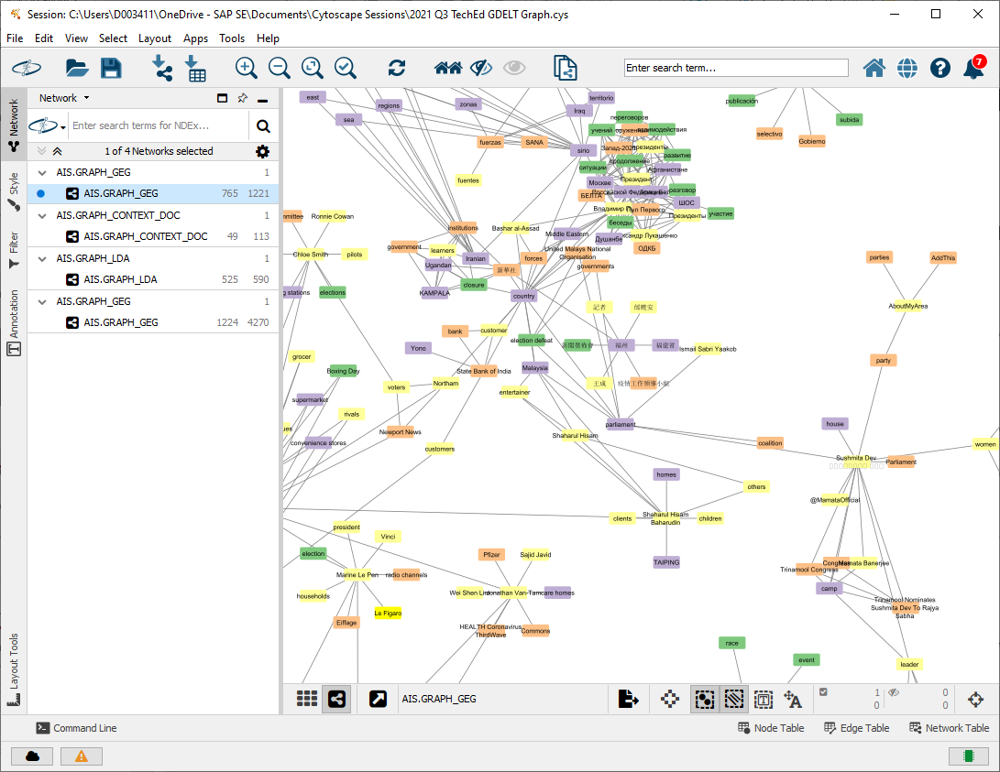 Session: C:\Users\D003411\OneDrive - SAP SE\Documents\Cytoscape Sessions\2021 Q3 TechEd GDELT Graph.cys
File Edit View Select Layout Apps Tools Help
Enter search term...
7
Network
Style
Filter
Annotation
Layout Tools
Network
Enter search terms for NDEx...
1 of 4 Networks selected
AIS.GRAPH_GEG 1
AIS.GRAPH_GEG 765 1221
AIS.GRAPH_CONTEXT_DOC 1
AIS.GRAPH_CONTEXT_DOC 49 113
AIS.GRAPH_LDA 1
AIS.GRAPH_LDA 525 590
AIS.GRAPH_GEG 1
AIS.GRAPH_GEG 1224 4270
east
regions
zonas
territorio
Iraq
sea
publicación
subida
переговоров
учений
взаимодействия
selectivo
Gobierno
fuerzas
SANA
sirio
Запад-2021
президенты
развитие
продолжение
ситуации
Афганистане
fuentes
Москве
Президент
БЕЛТА
Российской Федерации
разговор
ШОС
Владимир
Пул Первого
Президенты
участие
беседы
mmittee
Ronnie Cowan
institutions
Bashar al-Assad
Middle Eastern
Душанбе
ксандр Лукашенко
ОДКБ
Chloe Smith
pilots
government
learners
Iranian
forces
United Malays National
Organisation
governments
parties
AddThis
Ugandan
新華社
g stations
elections
KAMPALA
closure
country
記者
邰曉安
AboutMyArea
bank
customer
election defeat
新聞發佈會
福州
福建省
Ismail Sabri Yaakob
Yono
grocer
Boxing Day
State Bank of India
Malaysia
party
voters
Northam
王成
疫情工作領導小組
entertainer
supermarket
rivals
parliament
house
ues
Newport News
Shaharul Hisam
convenience stores
customers
coalition
women
Sushmita Dev
Parliament
homes
others
@MamataOfficial
clients
Shaharul Hisam
Baharudin
children
president
Vinci
election
Pfizer
Sajid Javid
TAIPING
Congress
Mamata Banerjee
Trinamool Congress
Marine Le Pen
radio channels
camp
households
Wei Shen Lim
Jonathan Van-Tam
care homes
Trinamool Nominates
Sushmita Dev To Rajya
Sabha
Le Figaro
Eiffage
HEALTH Coronavirus
ThirdWave
Commons
race
event
leader
AIS.GRAPH_GEG
1 0
0 0
Command Line
Node Table Edge Table Network Table